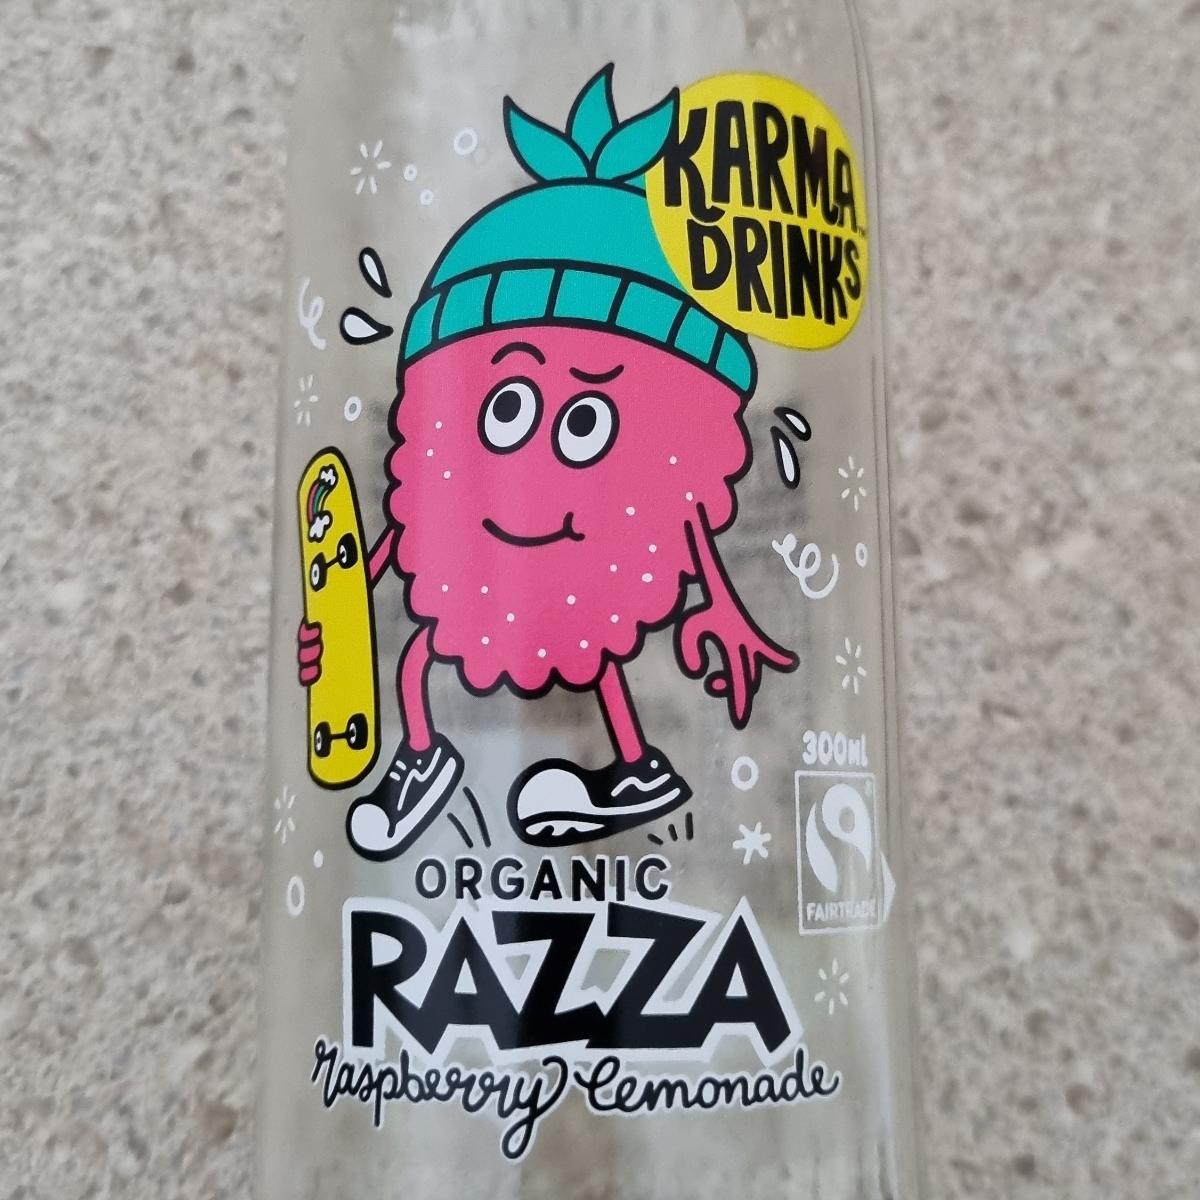 KARMA
DRINKS
300ML
FAIRTRADE
ORGANIC
RAZZA
raspberry lemonade